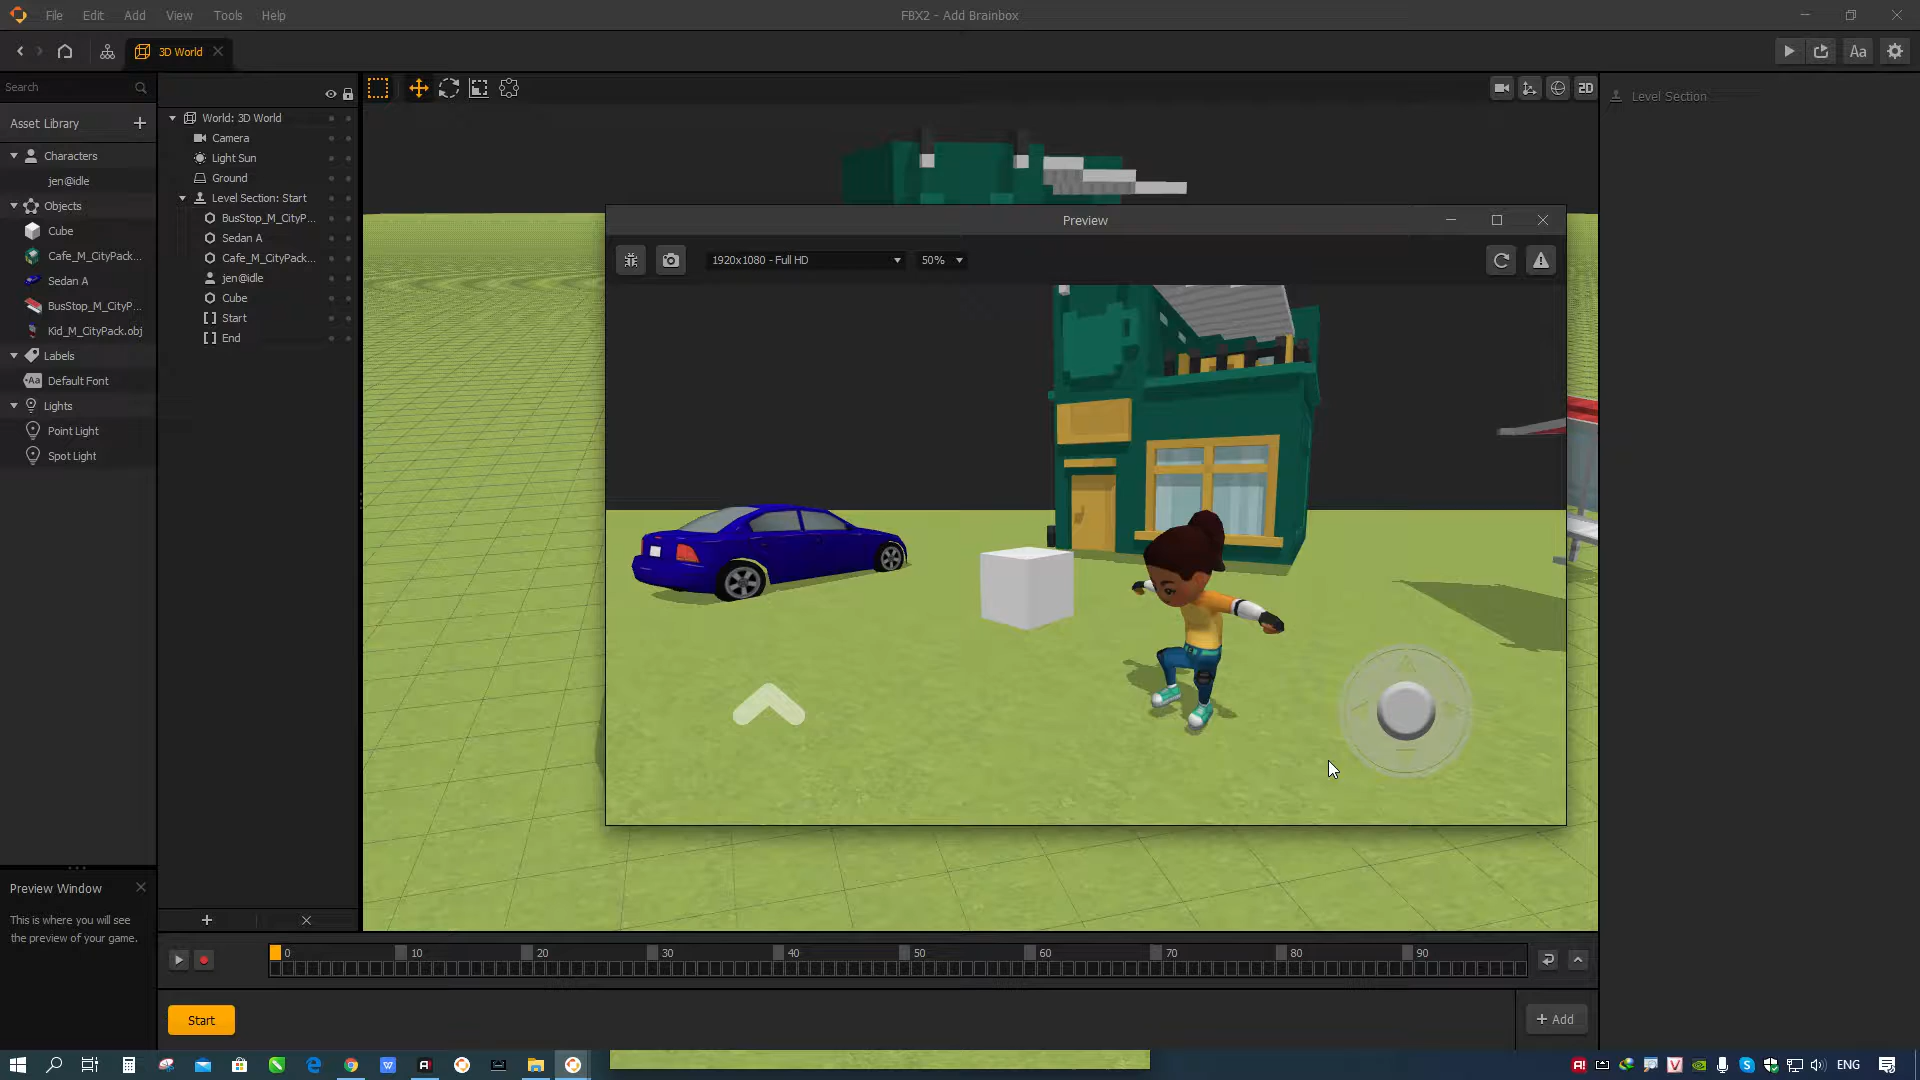 File Edit Add View Tools Help
FBX2 - Add Brainbox
3D World
Aa
Search
Asset Library
Characters
jen@idle
Objects
Cube
Cafe_M_CityPack...
Sedan A
BusStop_M_CityP...
Kid_M_CityPack.obj
Labels
Aa Default Font
Lights
Point Light
Spot Light
World: 3D World
Camera
Light Sun
Ground
Level Section: Start
BusStop_M_CityP...
Sedan A
Cafe_M_CityPack...
jen@idle
Cube
Start
End
2D
Level Section
Preview
1920x1080 - Full HD
50%
Preview Window
This is where you will see
the preview of your game.
0 10 20 30 40 50 60 70 80 90
Start
+ Add
ENG